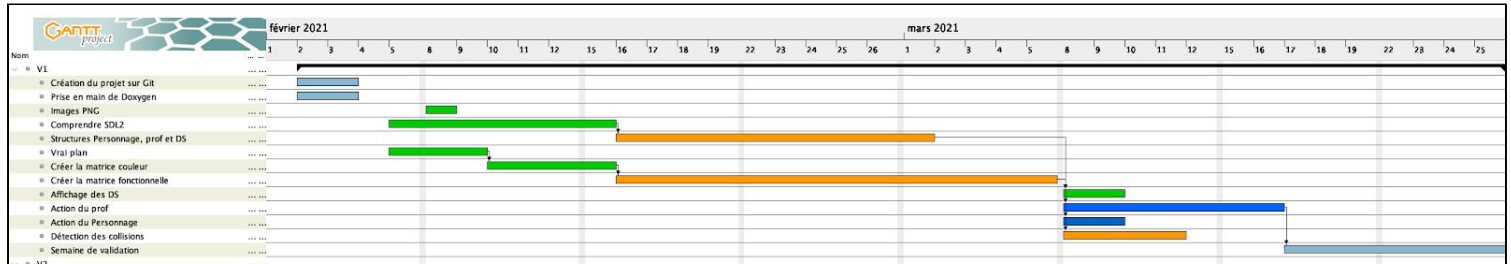 GANTT
project
février 2021
mars 2021
1 2 3 4 5 8 9 10 11 12 15 16 17 18 19 22 23 24 25 26 1 2 3 4 5 8 9 10 11 12 15 16 17 18 19 22 23 24 25
Nom
V1
Création du projet sur Git ... ...
Prise en main de Doxygen ... ...
Images PNG ... ...
Comprendre SDL2 ... ...
Structures Personnage, prof et DS ... ...
Vrai plan ... ...
Créer la matrice couleur ... ...
Créer la matrice fonctionnelle ... ...
Affichage des DS ... ...
Action du prof ... ...
Action du Personnage ... ...
Détection des collisions ... ...
Semaine de validation ... ...